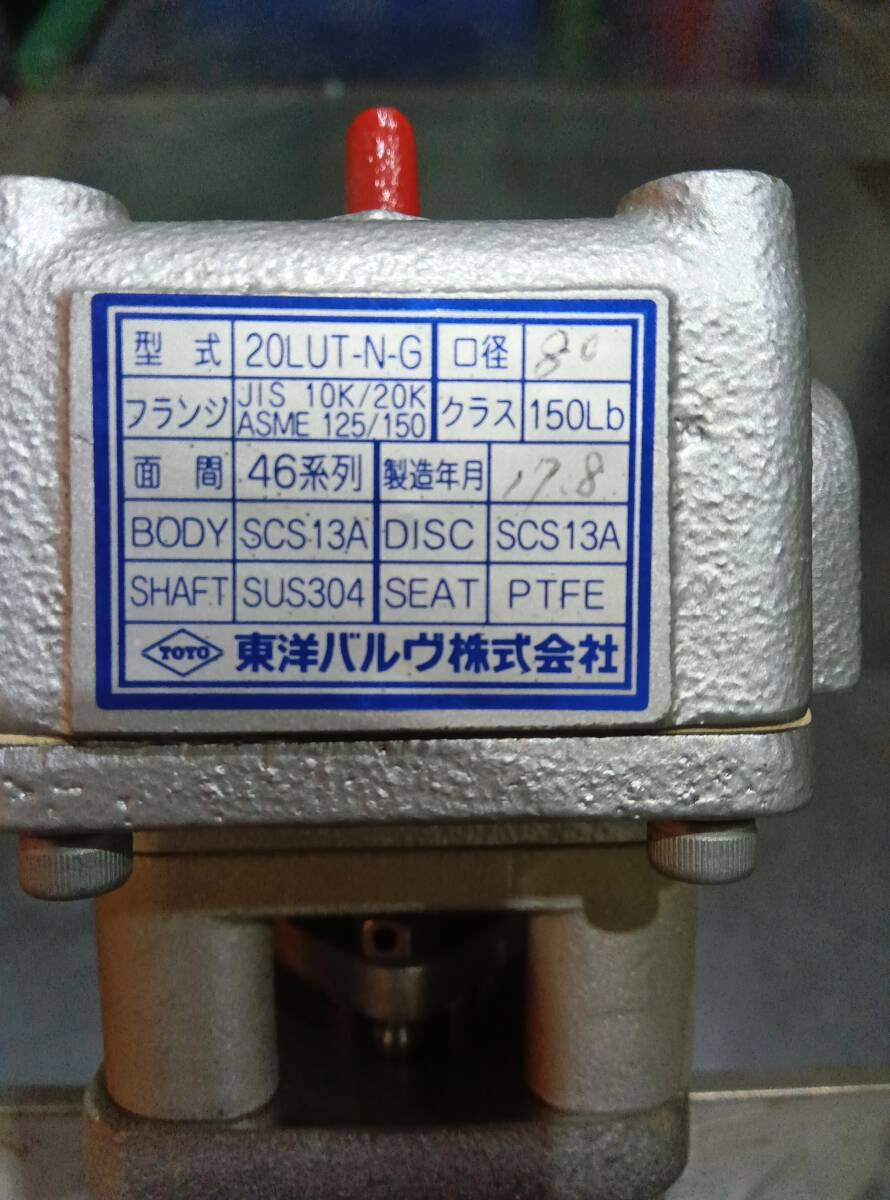 型 式 20LUT-N-G 口径 80
フランジ JIS 10K/20K ASME 125/150 クラス 150Lb
面 間 46系列 製造年月 17.8
BODY SCS13A DISC SCS13A
SHAFT SUS304 SEAT PTFE
TOYO 東洋バルヴ株式会社